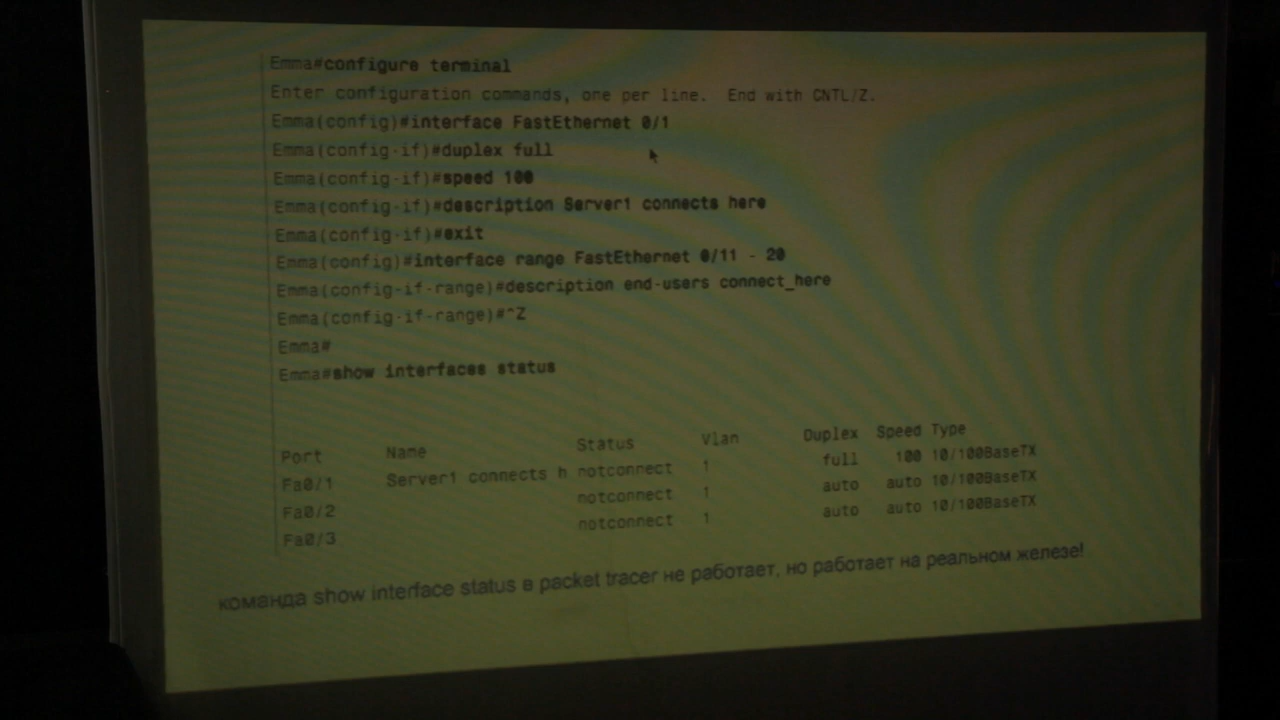 Emma#configure terminal
Enter configuration commands, one per line. End with CNTL/Z.
Emma(config)#interface FastEthernet 0/1
Emma(config-if)#duplex full
Emma(config-if)#speed 100
Emma(config-if)#description Server1 connects here
Emma(config-if)#exit
Emma(config)#interface range FastEthernet 0/11 - 20
Emma(config-if-range)#description end-users connect_here
Emma(config-if-range)#^Z
Emma#
Emma#show interfaces status
Port Name Status Vlan Duplex Speed Type
Fa0/1 Server1 connects h notconnect 1 full 100 10/100BaseTX
Fa0/2 notconnect 1 auto auto 10/100BaseTX
Fa0/3 notconnect 1 auto auto 10/100BaseTX
команда show interface status в packet tracer не работает, но работает на реальном железе!